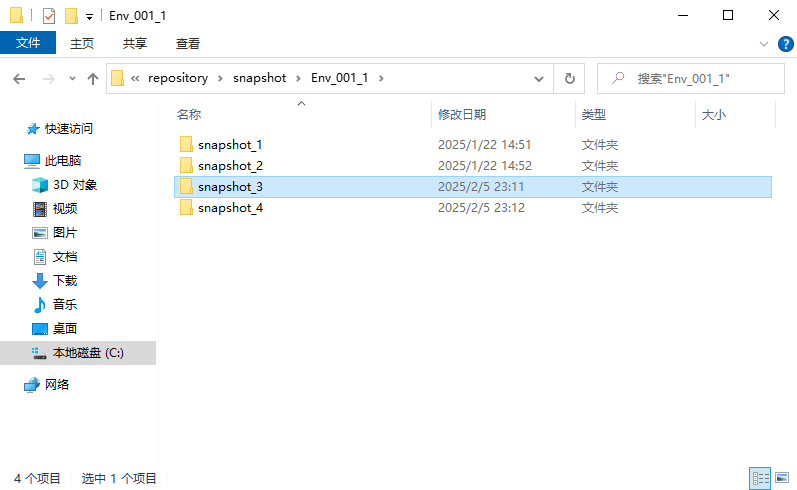 Env_001_1
文件 主页 共享 查看
« repository > snapshot > Env_001_1 > 搜索"Env_001_1"
名称 修改日期 类型 大小
快速访问
此电脑
3D 对象
视频
图片
文档
下载
音乐
桌面
本地磁盘 (C:)
网络
snapshot_1 2025/1/22 14:51 文件夹
snapshot_2 2025/1/22 14:52 文件夹
snapshot_3 2025/2/5 23:11 文件夹
snapshot_4 2025/2/5 23:12 文件夹
4 个项目 选中 1 个项目